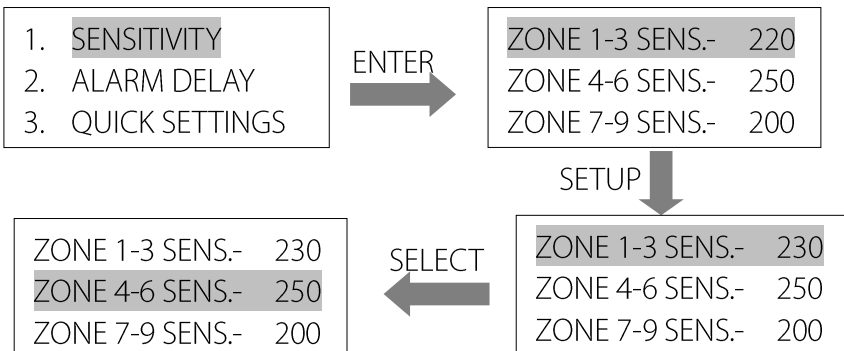 1. SENSITIVITY
2. ALARM DELAY
3. QUICK SETTINGS
ENTER
ZONE 1-3 SENS.- 220
ZONE 4-6 SENS.- 250
ZONE 7-9 SENS.- 200
SETUP
ZONE 1-3 SENS.- 230
ZONE 4-6 SENS.- 250
ZONE 7-9 SENS.- 200
SELECT
ZONE 1-3 SENS.- 230
ZONE 4-6 SENS.- 250
ZONE 7-9 SENS.- 200